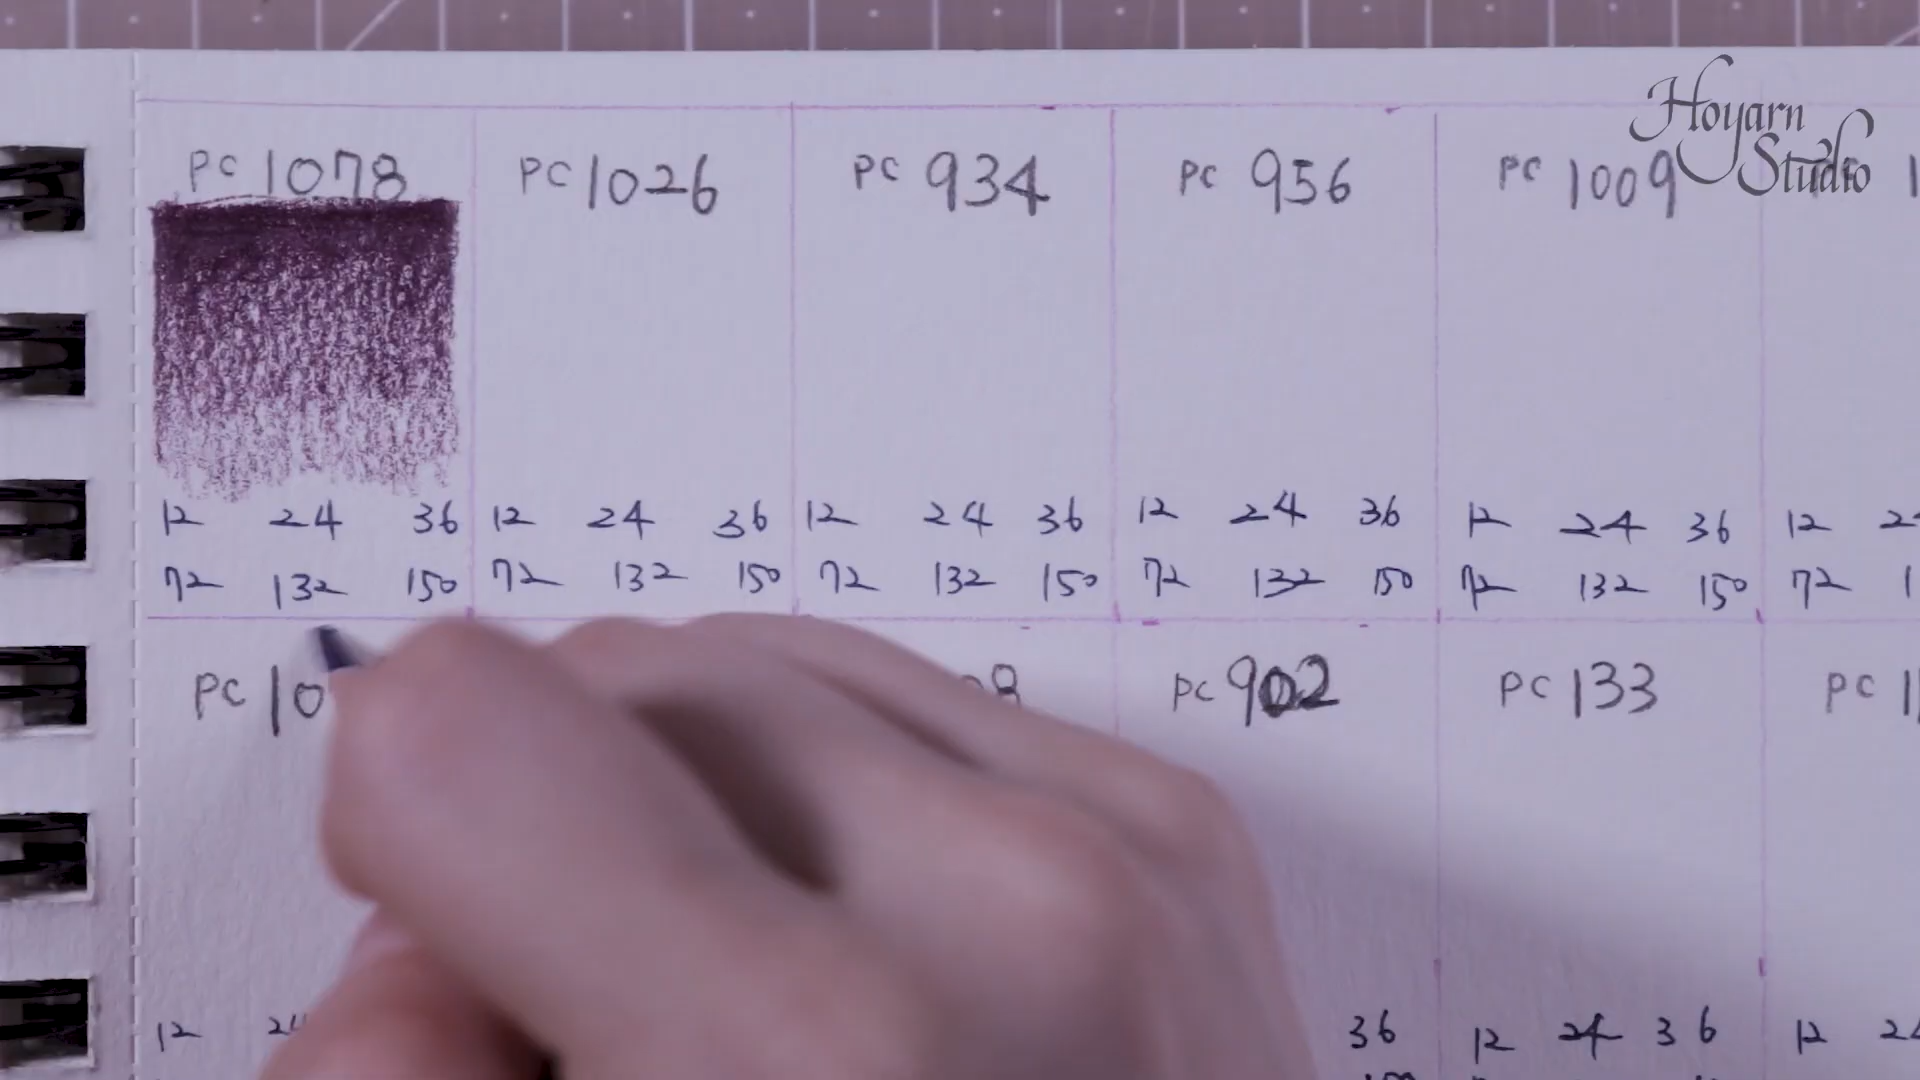 Hoyarn
Studio
PC 1078 PC 1026 PC 934 PC 956 PC 1009
12 24 36 12 24 36 12 24 36 12 24 36 12 24 36 12
72 132 150 72 132 150 72 132 150 72 132 150 72 132 150 72
PC PC 902 PC 133 PC
12 36 12 24 36 12